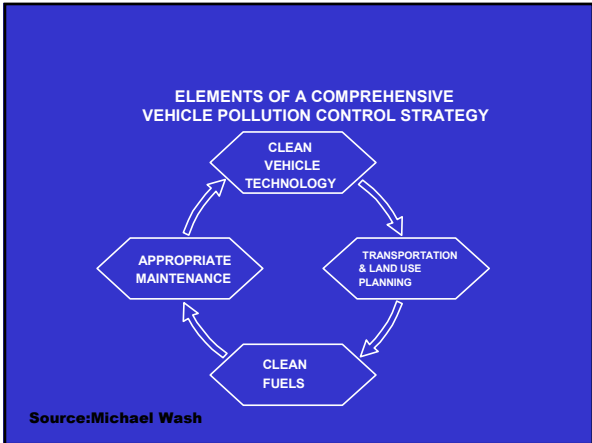 ELEMENTS OF A COMPREHENSIVE
VEHICLE POLLUTION CONTROL STRATEGY
CLEAN
VEHICLE
TECHNOLOGY
APPROPRIATE
MAINTENANCE
TRANSPORTATION
& LAND USE
PLANNING
CLEAN
FUELS
Source:Michael Wash